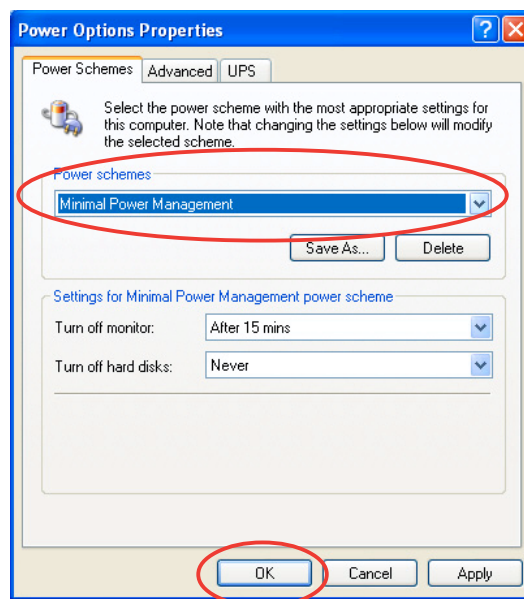 Power Options Properties
Power Schemes Advanced UPS
Select the power scheme with the most appropriate settings for
this computer. Note that changing the settings below will modify
the selected scheme.
Power schemes
Minimal Power Management
Save As... Delete
Settings for Minimal Power Management power scheme
Turn off monitor: After 15 mins
Turn off hard disks: Never
OK Cancel Apply